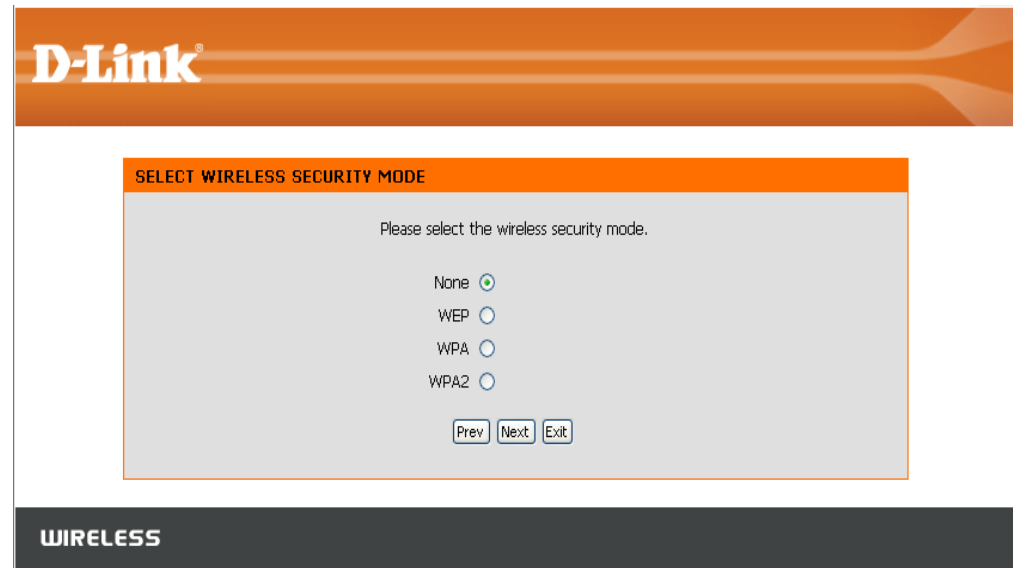 D-Link®
SELECT WIRELESS SECURITY MODE
Please select the wireless security mode.
None
WEP
WPA
WPA2
Prev Next Exit
WIRELESS